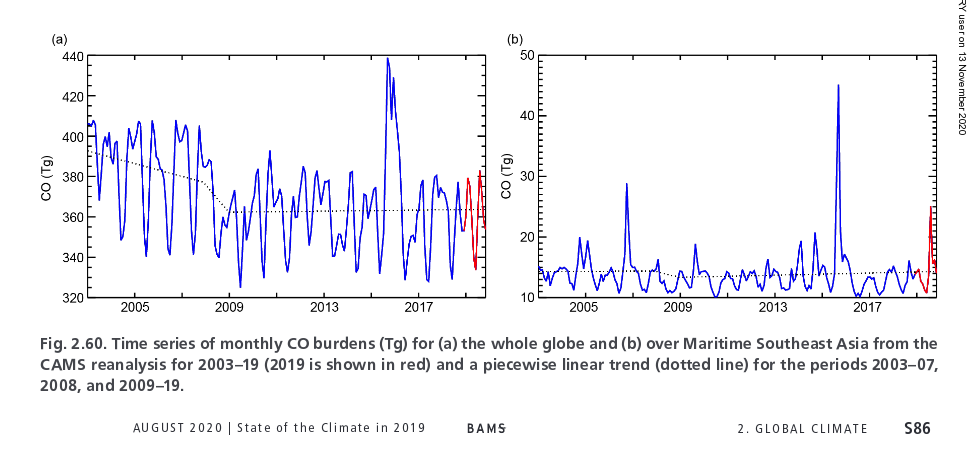 RY user on 13 November 2020
(a)
440
420
400
380
360
340
320
CO (Tg)
2005
2009
2013
2017
(b)
50
40
30
20
10
CO (Tg)
2005
2009
2013
2017
Fig. 2.60. Time series of monthly CO burdens (Tg) for (a) the whole globe and (b) over Maritime Southeast Asia from the
CAMS reanalysis for 2003–19 (2019 is shown in red) and a piecewise linear trend (dotted line) for the periods 2003–07,
2008, and 2009–19.
AUGUST 2020 | State of the Climate in 2019 BAMS 2. GLOBAL CLIMATE S86